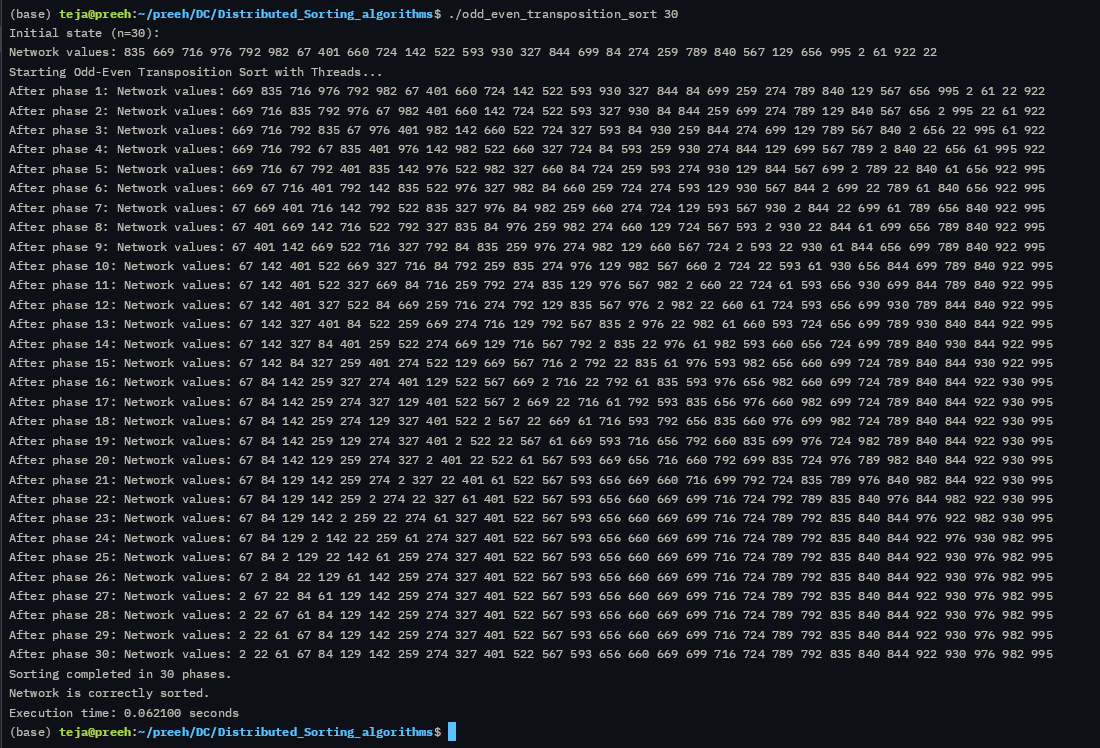 (base) teja@preeh:~/preeh/DC/Distributed_Sorting_algorithms$ ./odd_even_transposition_sort 30
Initial state (n=30):
Network values: 835 669 716 976 792 982 67 401 660 724 142 522 593 930 327 844 699 84 274 259 789 840 567 129 656 995 2 61 922 22
Starting Odd-Even Transposition Sort with Threads...
After phase 1: Network values: 669 835 716 976 792 982 67 401 660 724 142 522 593 930 327 844 84 699 259 274 789 840 129 567 656 995 2 61 22 922
After phase 2: Network values: 669 716 835 792 976 67 982 401 660 142 724 522 593 327 930 84 844 259 699 274 789 129 840 567 656 2 995 22 61 922
After phase 3: Network values: 669 716 792 835 67 976 401 982 142 660 522 724 327 593 84 930 259 844 274 699 129 789 567 840 2 656 22 995 61 922
After phase 4: Network values: 669 716 792 67 835 401 976 142 982 522 660 327 724 84 593 259 930 274 844 129 699 567 789 2 840 22 656 61 995 922
After phase 5: Network values: 669 716 67 792 401 835 142 976 522 982 327 660 84 724 259 593 274 930 129 844 567 699 2 789 22 840 61 656 922 995
After phase 6: Network values: 669 67 716 401 792 142 835 522 976 327 982 84 660 259 724 274 593 129 930 567 844 2 699 22 789 61 840 656 922 995
After phase 7: Network values: 67 669 401 716 142 792 522 835 327 976 84 982 259 660 274 724 129 593 567 930 2 844 22 699 61 789 656 840 922 995
After phase 8: Network values: 67 401 669 142 716 522 792 327 835 84 976 259 982 274 660 129 724 567 593 2 930 22 844 61 699 656 789 840 922 995
After phase 9: Network values: 67 401 142 669 522 716 327 792 84 835 259 976 274 982 129 660 567 724 2 593 22 930 61 844 656 699 789 840 922 995
After phase 10: Network values: 67 142 401 522 669 327 716 84 792 259 835 274 976 129 982 567 660 2 724 22 593 61 930 656 844 699 789 840 922 995
After phase 11: Network values: 67 142 401 522 327 669 84 716 259 792 274 835 129 976 567 982 2 660 22 724 61 593 656 930 699 844 789 840 922 995
After phase 12: Network values: 67 142 401 327 522 84 669 259 716 274 792 129 835 567 976 2 982 22 660 61 724 593 656 699 930 789 844 840 922 995
After phase 13: Network values: 67 142 327 401 84 522 259 669 274 716 129 792 567 835 2 976 22 982 61 660 593 724 656 699 789 930 840 844 922 995
After phase 14: Network values: 67 142 327 84 401 259 522 274 669 129 716 567 792 2 835 22 976 61 982 593 660 656 724 699 789 840 930 844 922 995
After phase 15: Network values: 67 142 84 327 259 401 274 522 129 669 567 716 2 792 22 835 61 976 593 982 656 660 699 724 789 840 844 930 922 995
After phase 16: Network values: 67 84 142 259 327 274 401 129 522 567 669 2 716 22 792 61 835 593 976 656 982 660 699 724 789 840 844 922 930 995
After phase 17: Network values: 67 84 142 259 274 327 129 401 522 567 2 669 22 716 61 792 593 835 656 976 660 982 699 724 789 840 844 922 930 995
After phase 18: Network values: 67 84 142 259 274 129 327 401 522 2 567 22 669 61 716 593 792 656 835 660 976 699 982 724 789 840 844 922 930 995
After phase 19: Network values: 67 84 142 259 129 274 327 401 2 522 22 567 61 669 593 716 656 792 660 835 699 976 724 982 789 840 844 922 930 995
After phase 20: Network values: 67 84 142 129 259 274 327 2 401 22 522 61 567 593 669 656 716 660 792 699 835 724 976 789 982 840 844 922 930 995
After phase 21: Network values: 67 84 129 142 259 274 2 327 22 401 61 522 567 593 656 669 660 716 699 792 724 835 789 976 840 982 844 922 930 995
After phase 22: Network values: 67 84 129 142 259 2 274 22 327 61 401 522 567 593 656 660 669 699 716 724 792 789 835 840 976 844 982 922 930 995
After phase 23: Network values: 67 84 129 142 2 259 22 274 61 327 401 522 567 593 656 660 669 699 716 724 789 792 835 840 844 976 922 982 930 995
After phase 24: Network values: 67 84 129 2 142 22 259 61 274 327 401 522 567 593 656 660 669 699 716 724 789 792 835 840 844 922 976 930 982 995
After phase 25: Network values: 67 84 2 129 22 142 61 259 274 327 401 522 567 593 656 660 669 699 716 724 789 792 835 840 844 922 930 976 982 995
After phase 26: Network values: 67 2 84 22 129 61 142 259 274 327 401 522 567 593 656 660 669 699 716 724 789 792 835 840 844 922 930 976 982 995
After phase 27: Network values: 2 67 22 84 61 129 142 259 274 327 401 522 567 593 656 660 669 699 716 724 789 792 835 840 844 922 930 976 982 995
After phase 28: Network values: 2 22 67 61 84 129 142 259 274 327 401 522 567 593 656 660 669 699 716 724 789 792 835 840 844 922 930 976 982 995
After phase 29: Network values: 2 22 61 67 84 129 142 259 274 327 401 522 567 593 656 660 669 699 716 724 789 792 835 840 844 922 930 976 982 995
After phase 30: Network values: 2 22 61 67 84 129 142 259 274 327 401 522 567 593 656 660 669 699 716 724 789 792 835 840 844 922 930 976 982 995
Sorting completed in 30 phases.
Network is correctly sorted.
Execution time: 0.062100 seconds
(base) teja@preeh:~/preeh/DC/Distributed_Sorting_algorithms$